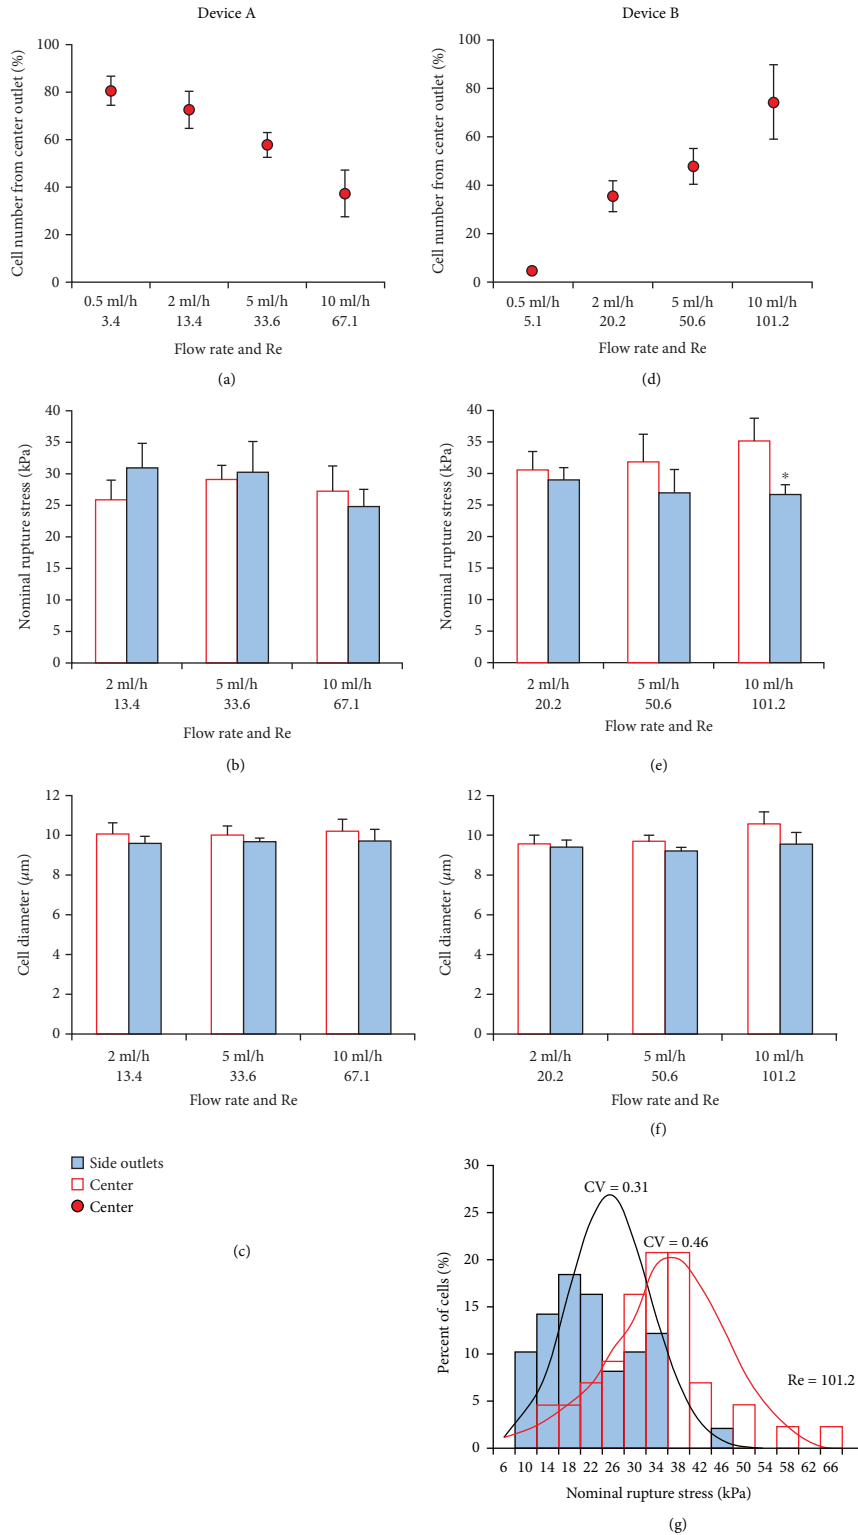 Device A
Cell number from center outlet (%)
100
80
60
40
20
0
0.5 ml/h 2 ml/h 5 ml/h 10 ml/h
3.4 13.4 33.6 67.1
Flow rate and Re
(a)
Device B
Cell number from center outlet (%)
100
80
60
40
20
0
0.5 ml/h 2 ml/h 5 ml/h 10 ml/h
5.1 20.2 50.6 101.2
Flow rate and Re
(d)
Nominal rupture stress (kPa)
40
35
30
25
20
15
10
5
0
2 ml/h 5 ml/h 10 ml/h
13.4 33.6 67.1
Flow rate and Re
(b)
Nominal rupture stress (kPa)
40
35
30
25
20
15
10
5
0
*
2 ml/h 5 ml/h 10 ml/h
20.2 50.6 101.2
Flow rate and Re
(e)
Cell diameter (μm)
12
10
8
6
4
2
0
2 ml/h 5 ml/h 10 ml/h
13.4 33.6 67.1
Flow rate and Re
Side outlets
Center
Center
(c)
Cell diameter (μm)
12
10
8
6
4
2
0
2 ml/h 5 ml/h 10 ml/h
20.2 50.6 101.2
Flow rate and Re
(f)
Percent of cells (%)
30
25
20
15
10
5
0
CV = 0.31
CV = 0.46
Re = 101.2
6 10 14 18 22 26 30 34 38 42 46 50 54 58 62 66
Nominal rupture stress (kPa)
(g)